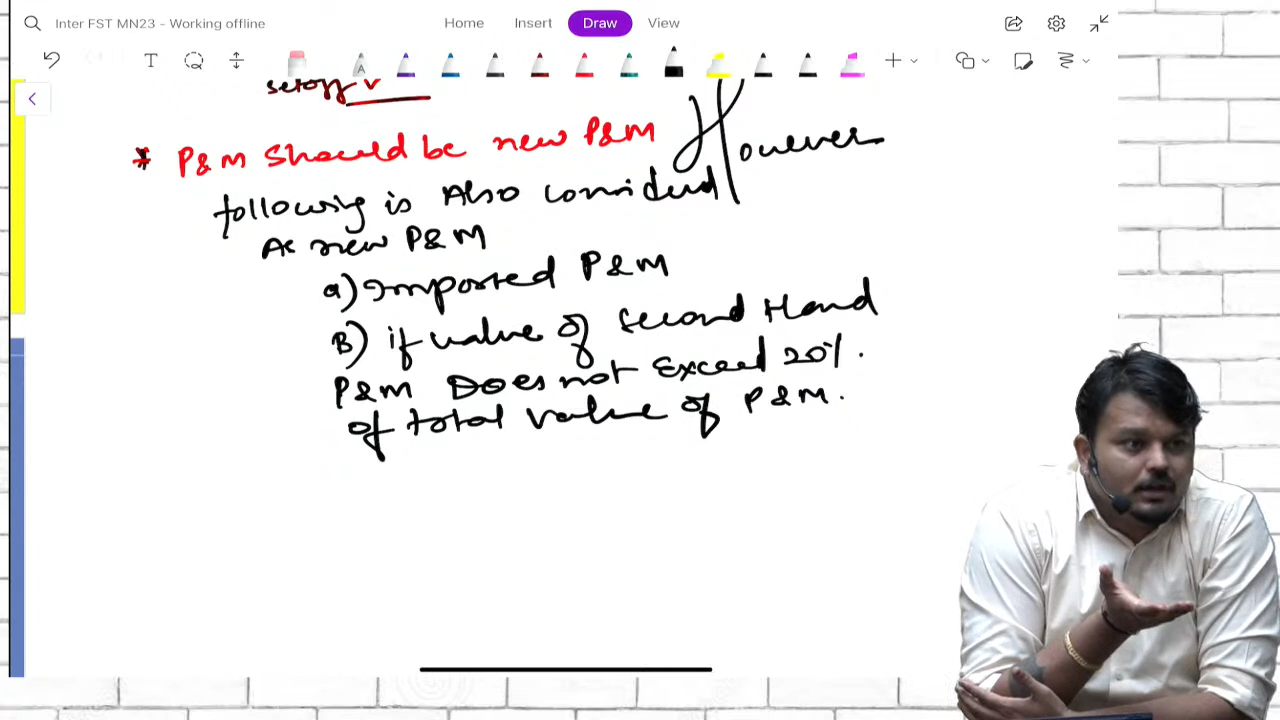 Inter FST MN23 - Working offline
Home Insert Draw View
setoff
* P&M should be new P&M However
following is Also considered
As new P&M
a) Imported P&M
B) if value of second Hand
P&M Does not Exceed 20%.
of total value of P&M.